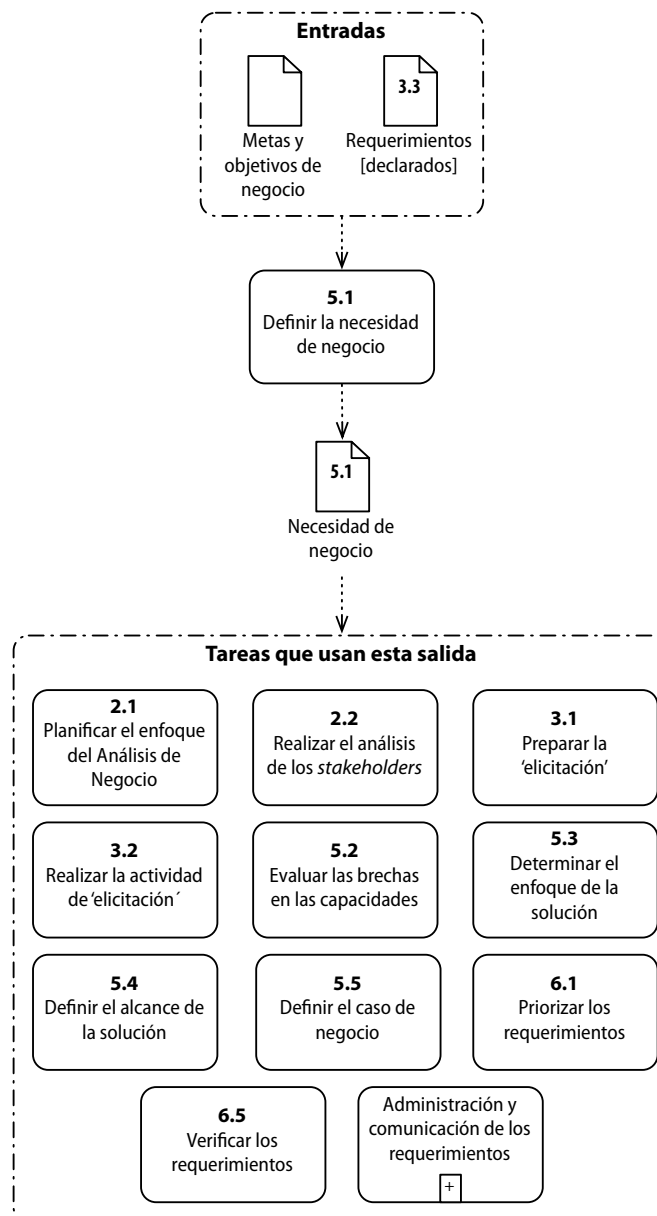 Entradas
3.3
Metas y
objetivos de
negocio
Requerimientos
[declarados]
5.1
Definir la necesidad
de negocio
5.1
Necesidad de
negocio
Tareas que usan esta salida
2.1
Planificar el enfoque
del Análisis de
Negocio
2.2
Realizar el análisis
de los stakeholders
3.1
Preparar la
‘elicitación’
3.2
Realizar la actividad
de ‘elicitación´
5.2
Evaluar las brechas
en las capacidades
5.3
Determinar el
enfoque de la
solución
5.4
Definir el alcance de
la solución
5.5
Definir el caso de
negocio
6.1
Priorizar los
requerimientos
6.5
Verificar los
requerimientos
Administración y
comunicación de los
requerimientos
+